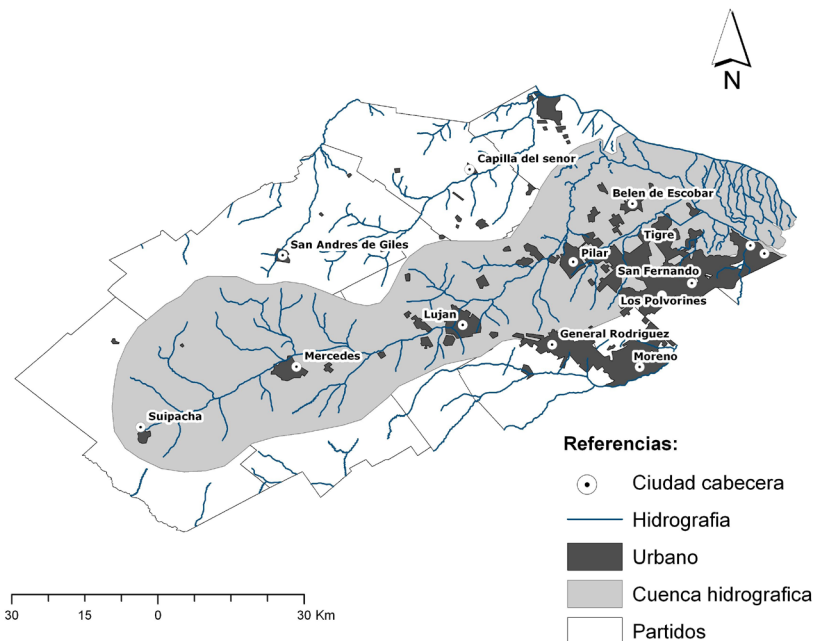 N
Capilla del senor
Belen de Escobar
Tigre
San Andres de Giles
Pilar
San Fernando
Los Polvorines
Lujan
General Rodriguez
Mercedes
Moreno
Suipacha
Referencias:
Ciudad cabecera
Hidrografia
Urbano
Cuenca hidrografica
Partidos
30 15 0 30 Km